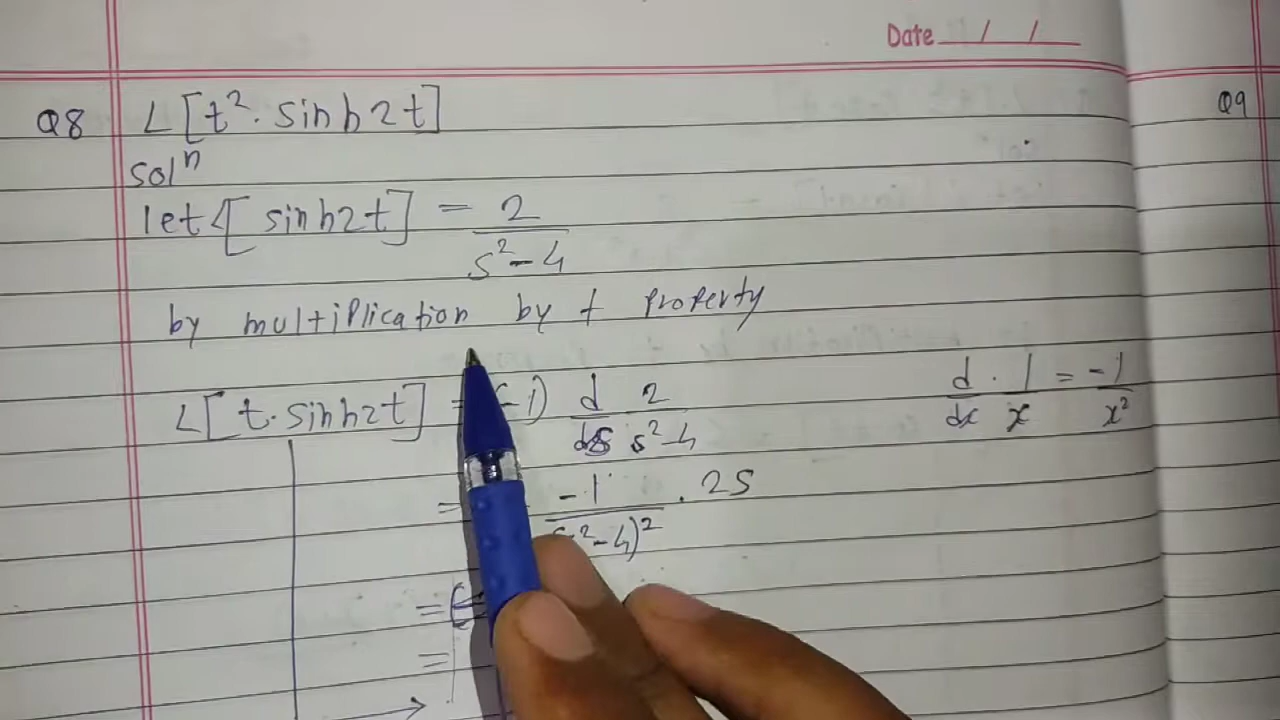 Date / /
Q8 L[t². sinh2t]
Q9
solⁿ
let L[sinh2t] = 2/(s²-4)
by multiplication by t property
L[t. sinh2t] = (-1) d/ds 2/(s²-4)
d/dx . 1/x = -1/x²
= -1/(s²-4)² . 2s
=
=